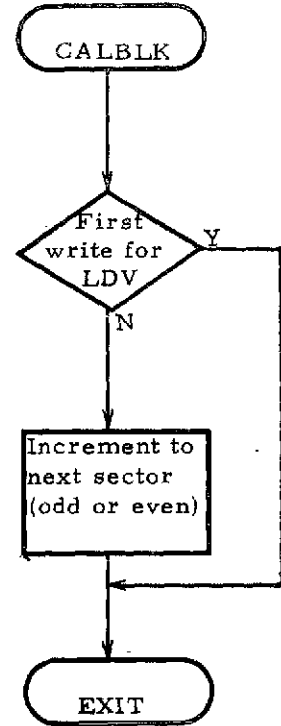 CALBLK
First
write for
LDV
Y
N
Increment to
next sector
(odd or even)
EXIT